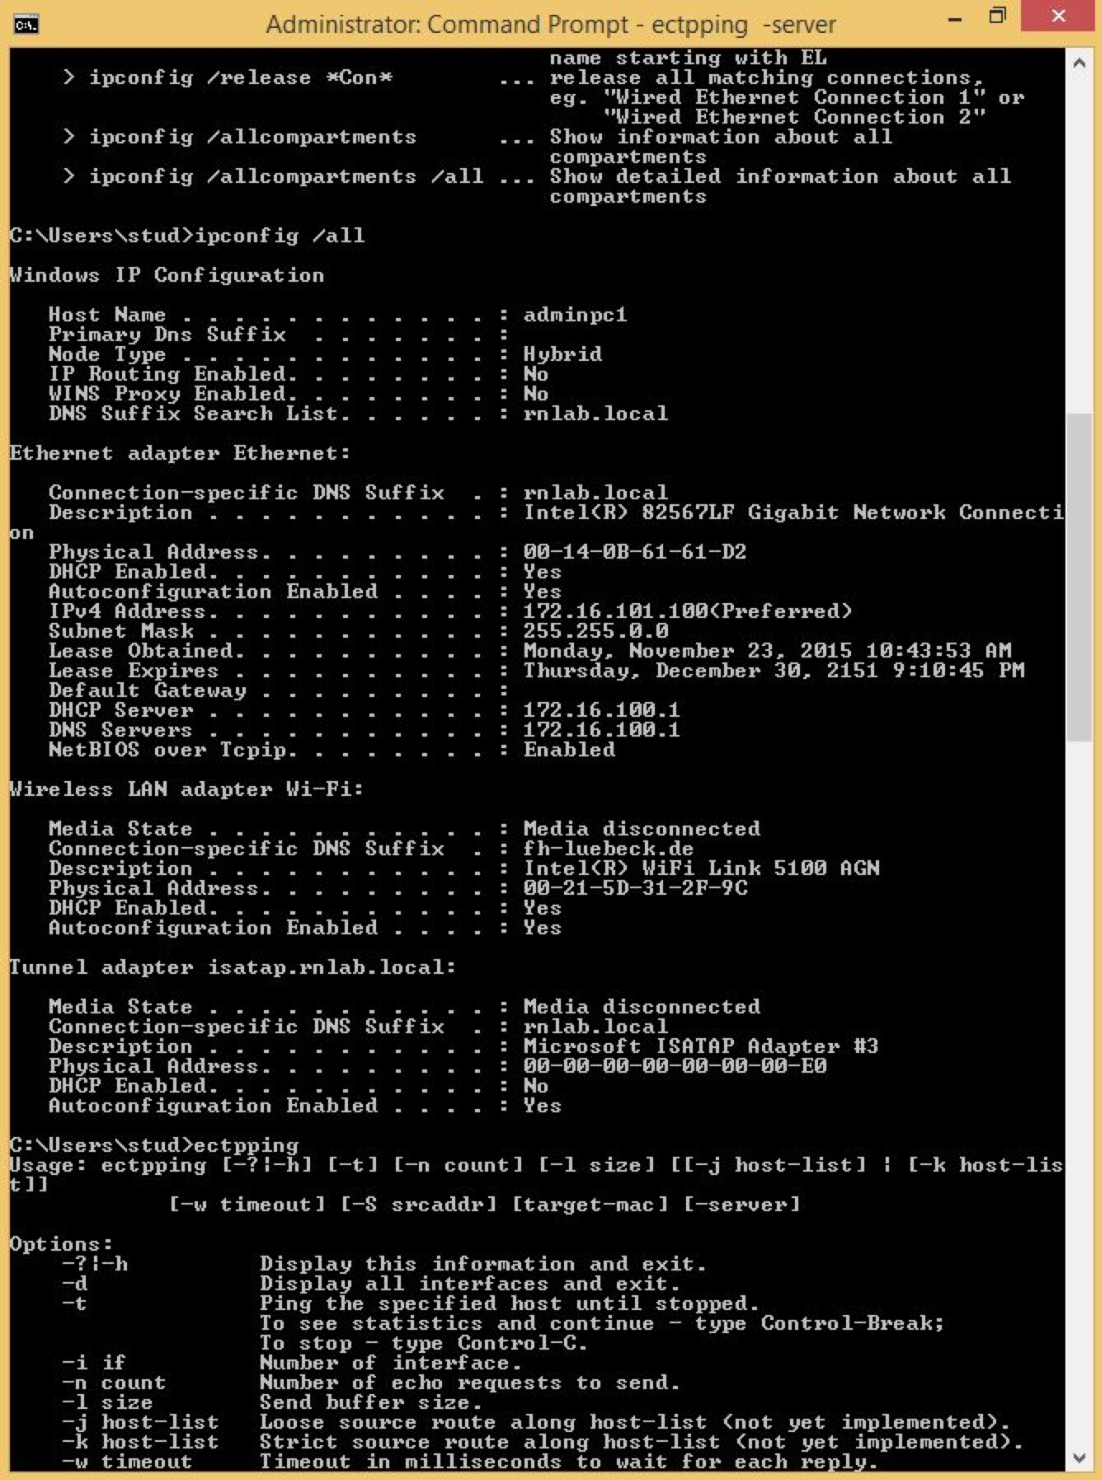 Administrator: Command Prompt - ectpping  -server
                                         name starting with EL
    > ipconfig /release *Con*        ... release all matching connections,
                                         eg. "Wired Ethernet Connection 1" or
                                             "Wired Ethernet Connection 2"
    > ipconfig /allcompartments      ... Show information about all
                                         compartments
    > ipconfig /allcompartments /all ... Show detailed information about all
                                         compartments
C:\Users\stud>ipconfig /all
Windows IP Configuration
   Host Name . . . . . . . . . . . . : adminpc1
   Primary Dns Suffix  . . . . . . . :
   Node Type . . . . . . . . . . . . : Hybrid
   IP Routing Enabled. . . . . . . . : No
   WINS Proxy Enabled. . . . . . . . : No
   DNS Suffix Search List. . . . . . : rnlab.local
Ethernet adapter Ethernet:
   Connection-specific DNS Suffix  . : rnlab.local
   Description . . . . . . . . . . . : Intel(R) 82567LF Gigabit Network Connecti
on
   Physical Address. . . . . . . . . : 00-14-0B-61-61-D2
   DHCP Enabled. . . . . . . . . . . : Yes
   Autoconfiguration Enabled . . . . : Yes
   IPv4 Address. . . . . . . . . . . : 172.16.101.100(Preferred)
   Subnet Mask . . . . . . . . . . . : 255.255.0.0
   Lease Obtained. . . . . . . . . . : Monday, November 23, 2015 10:43:53 AM
   Lease Expires . . . . . . . . . . : Thursday, December 30, 2151 9:10:45 PM
   Default Gateway . . . . . . . . . :
   DHCP Server . . . . . . . . . . . : 172.16.100.1
   DNS Servers . . . . . . . . . . . : 172.16.100.1
   NetBIOS over Tcpip. . . . . . . . : Enabled
Wireless LAN adapter Wi-Fi:
   Media State . . . . . . . . . . . : Media disconnected
   Connection-specific DNS Suffix  . : fh-luebeck.de
   Description . . . . . . . . . . . : Intel(R) WiFi Link 5100 AGN
   Physical Address. . . . . . . . . : 00-21-5D-31-2F-9C
   DHCP Enabled. . . . . . . . . . . : Yes
   Autoconfiguration Enabled . . . . : Yes
Tunnel adapter isatap.rnlab.local:
   Media State . . . . . . . . . . . : Media disconnected
   Connection-specific DNS Suffix  . : rnlab.local
   Description . . . . . . . . . . . : Microsoft ISATAP Adapter #3
   Physical Address. . . . . . . . . : 00-00-00-00-00-00-00-E0
   DHCP Enabled. . . . . . . . . . . : No
   Autoconfiguration Enabled . . . . : Yes
C:\Users\stud>ectpping
Usage: ectpping [-?|-h] [-t] [-n count] [-l size] [[-j host-list] | [-k host-lis
t]]
            [-w timeout] [-S srcaddr] [target-mac] [-server]
Options:
    -?|-h          Display this information and exit.
    -d             Display all interfaces and exit.
    -t             Ping the specified host until stopped.
                   To see statistics and continue - type Control-Break;
                   To stop - type Control-C.
    -i if          Number of interface.
    -n count       Number of echo requests to send.
    -l size        Send buffer size.
    -j host-list   Loose source route along host-list (not yet implemented).
    -k host-list   Strict source route along host-list (not yet implemented).
    -w timeout     Timeout in milliseconds to wait for each reply.